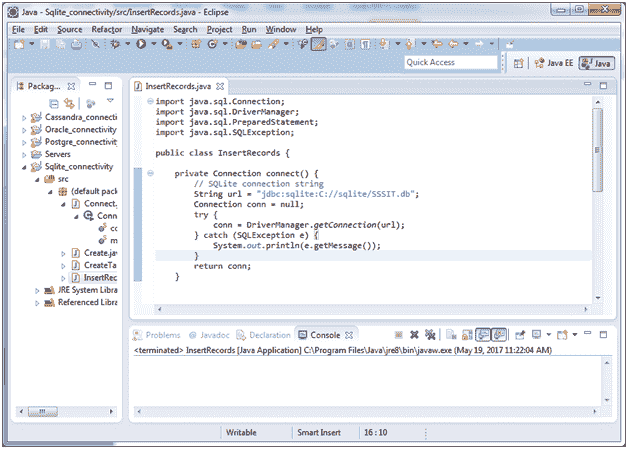 Java - Sqlite_connectivity/src/InsertRecords.java - Eclipse
File Edit Source Refactor Navigate Search Project Run Window Help
Quick Access
Java EE
Java
Packag...
Cassandra_connecti
Oracle_connectivity
Postgre_connectivity
Servers
Sqlite_connectivity
src
(default pack
Connect.
Conn
co
m
Create.ja
CreateTa
InsertRec
JRE System Libra
Referenced Libra
InsertRecords.java
import java.sql.Connection;
import java.sql.DriverManager;
import java.sql.PreparedStatement;
import java.sql.SQLException;
public class InsertRecords {
private Connection connect() {
// SQLite connection string
String url = "jdbc:sqlite:C://sqlite/SSSIT.db";
Connection conn = null;
try {
conn = DriverManager.getConnection(url);
} catch (SQLException e) {
System.out.println(e.getMessage());
}
return conn;
}
Problems @ Javadoc Declaration Console
<terminated> InsertRecords [Java Application] C:\Program Files\Java\jre8\bin\javaw.exe (May 19, 2017 11:22:04 AM)
Writable Smart Insert 16 : 10